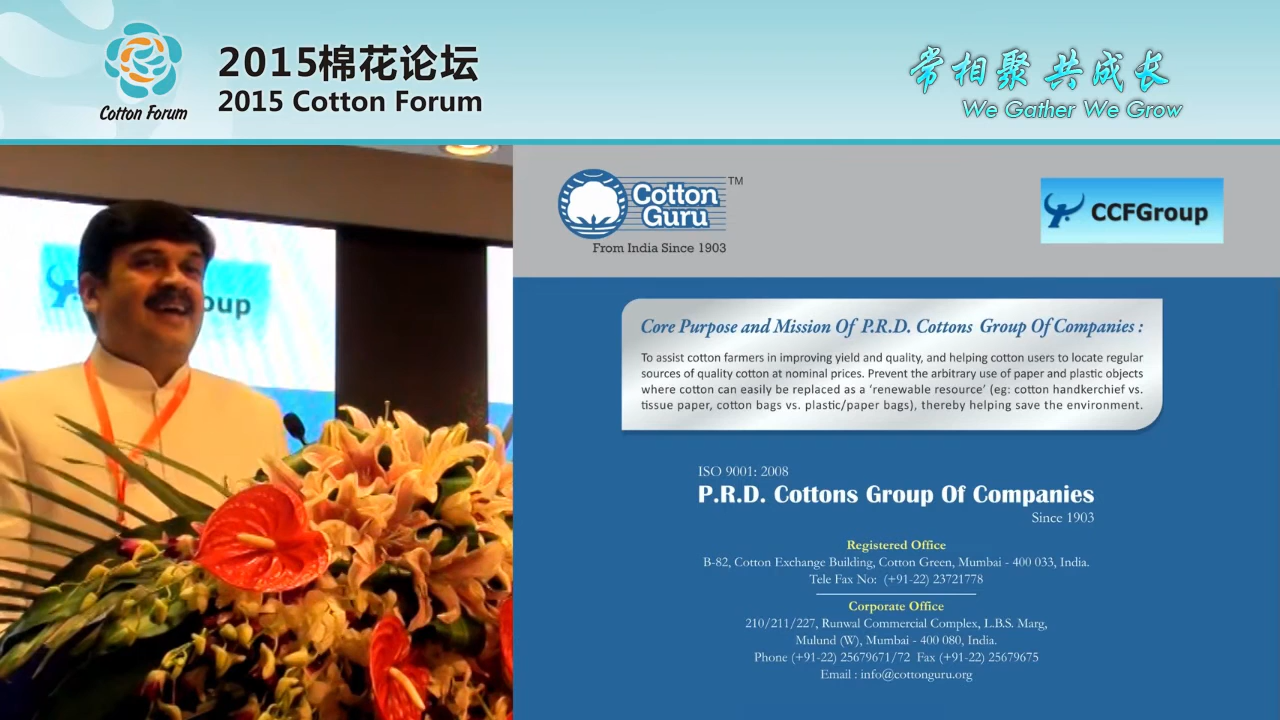 2015棉花论坛
2015 Cotton Forum
Cotton Forum
常相聚 共成长
We Gather We Grow
oup
Cotton
Guru
TM
From India Since 1903
CCFGroup
Core Purpose and Mission Of P.R.D. Cottons Group Of Companies :
To assist cotton farmers in improving yield and quality, and helping cotton users to locate regular
sources of quality cotton at nominal prices. Prevent the arbitrary use of paper and plastic objects
where cotton can easily be replaced as a ‘renewable resource’ (eg: cotton handkerchief vs.
tissue paper, cotton bags vs. plastic/paper bags), thereby helping save the environment.
ISO 9001: 2008
P.R.D. Cottons Group Of Companies
Since 1903
Registered Office
B-82, Cotton Exchange Building, Cotton Green, Mumbai - 400 033, India.
Tele Fax No: (+91-22) 23721778
Corporate Office
210/211/227, Runwal Commercial Complex, L.B.S. Marg,
Mulund (W), Mumbai - 400 080, India.
Phone (+91-22) 25679671/72 Fax (+91-22) 25679675
Email : info@cottonguru.org